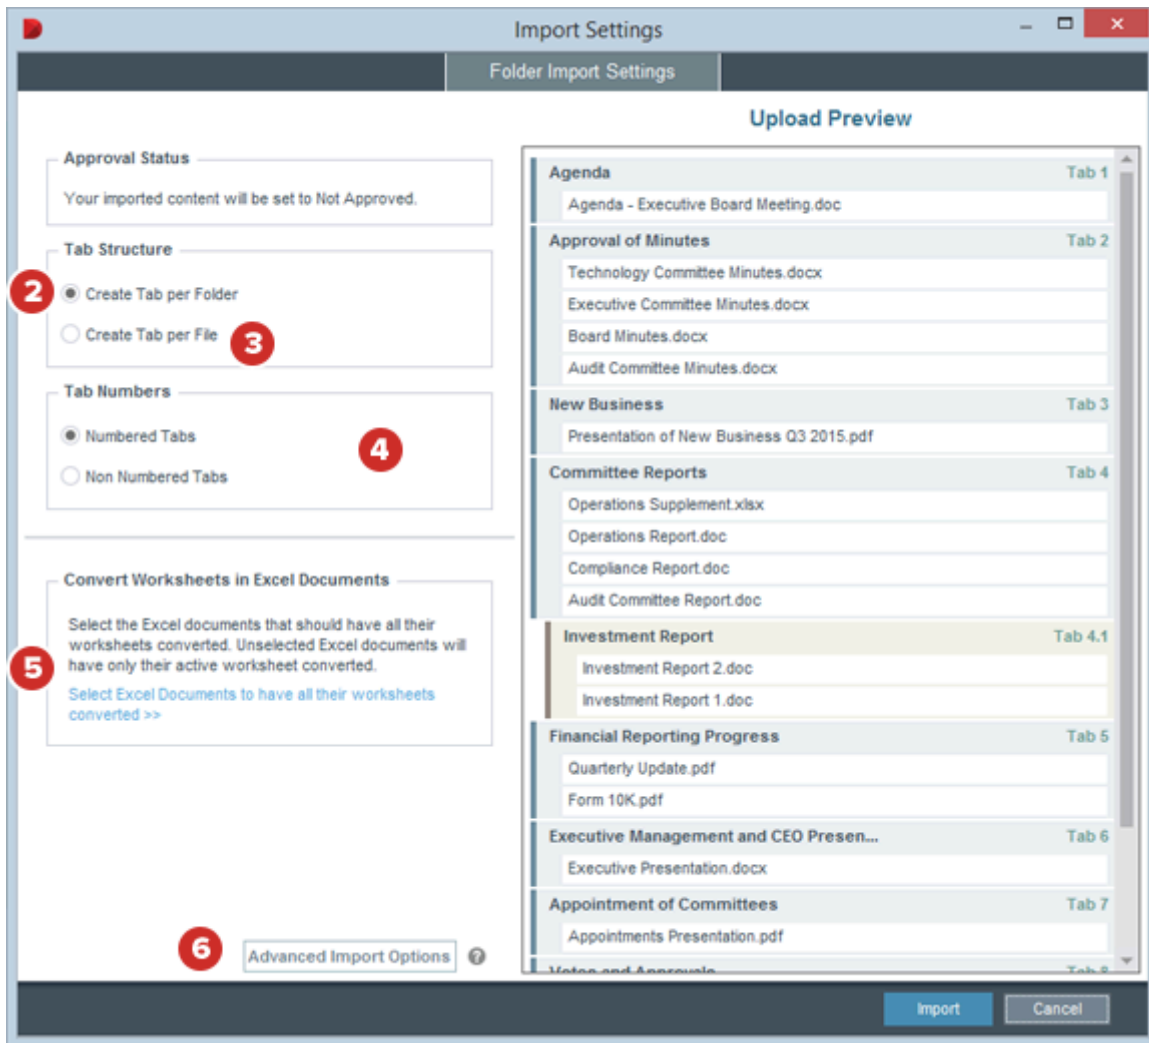 Import Settings
Folder Import Settings
Upload Preview
Approval Status
Your imported content will be set to Not Approved.
Tab Structure
2
Create Tab per Folder
Create Tab per File
3
Tab Numbers
Numbered Tabs
4
Non Numbered Tabs
Convert Worksheets in Excel Documents
Select the Excel documents that should have all their
worksheets converted. Unselected Excel documents will
have only their active worksheet converted.
5
Select Excel Documents to have all their worksheets
converted >>
6
Advanced Import Options
?
Agenda Tab 1
Agenda - Executive Board Meeting.doc
Approval of Minutes Tab 2
Technology Committee Minutes.docx
Executive Committee Minutes.docx
Board Minutes.docx
Audit Committee Minutes.docx
New Business Tab 3
Presentation of New Business Q3 2015.pdf
Committee Reports Tab 4
Operations Supplement.xlsx
Operations Report.doc
Compliance Report.doc
Audit Committee Report.doc
Investment Report Tab 4.1
Investment Report 2.doc
Investment Report 1.doc
Financial Reporting Progress Tab 5
Quarterly Update.pdf
Form 10K.pdf
Executive Management and CEO Presen... Tab 6
Executive Presentation.docx
Appointment of Committees Tab 7
Appointments Presentation.pdf
Votes and Approvals Tab 8
Import
Cancel